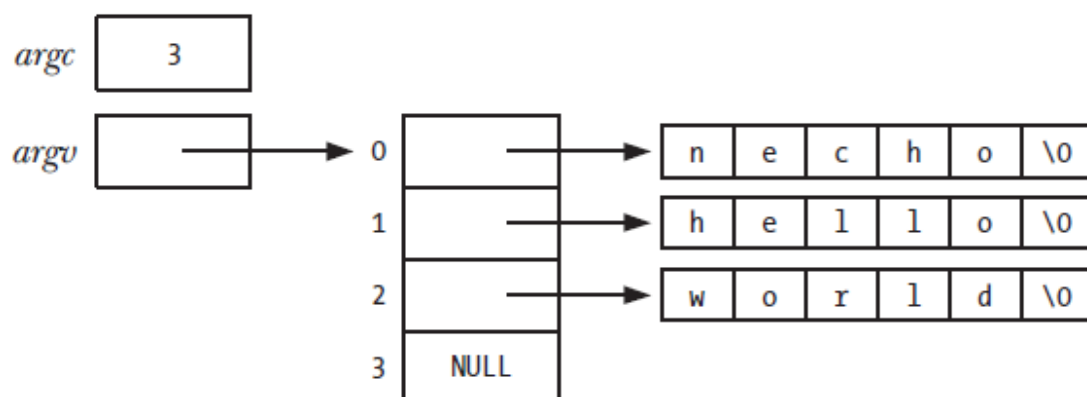 argc 3
argv 0 n e c h o \0
1 h e l l o \0
2 w o r l d \0
3 NULL